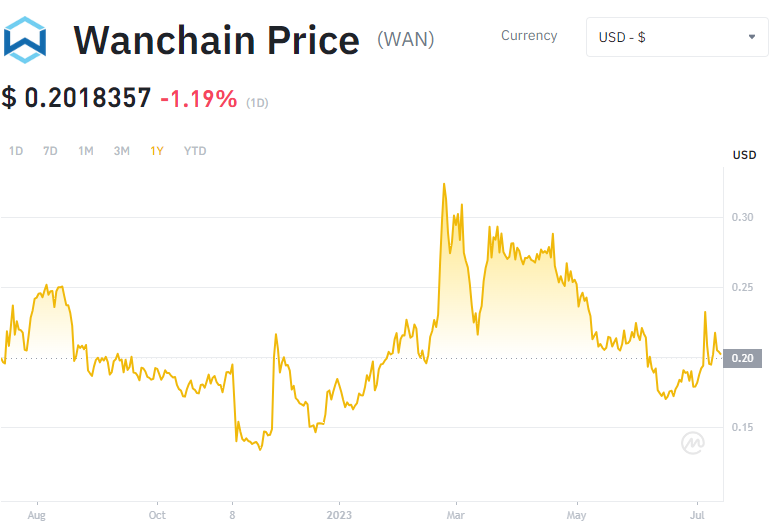 Wanchain Price (WAN)
Currency
USD - $
$ 0.2018357 -1.19% (1D)
1D 7D 1M 3M 1Y YTD
USD
0.30
0.25
0.20
0.15
Aug Oct 8 2023 Mar May Jul